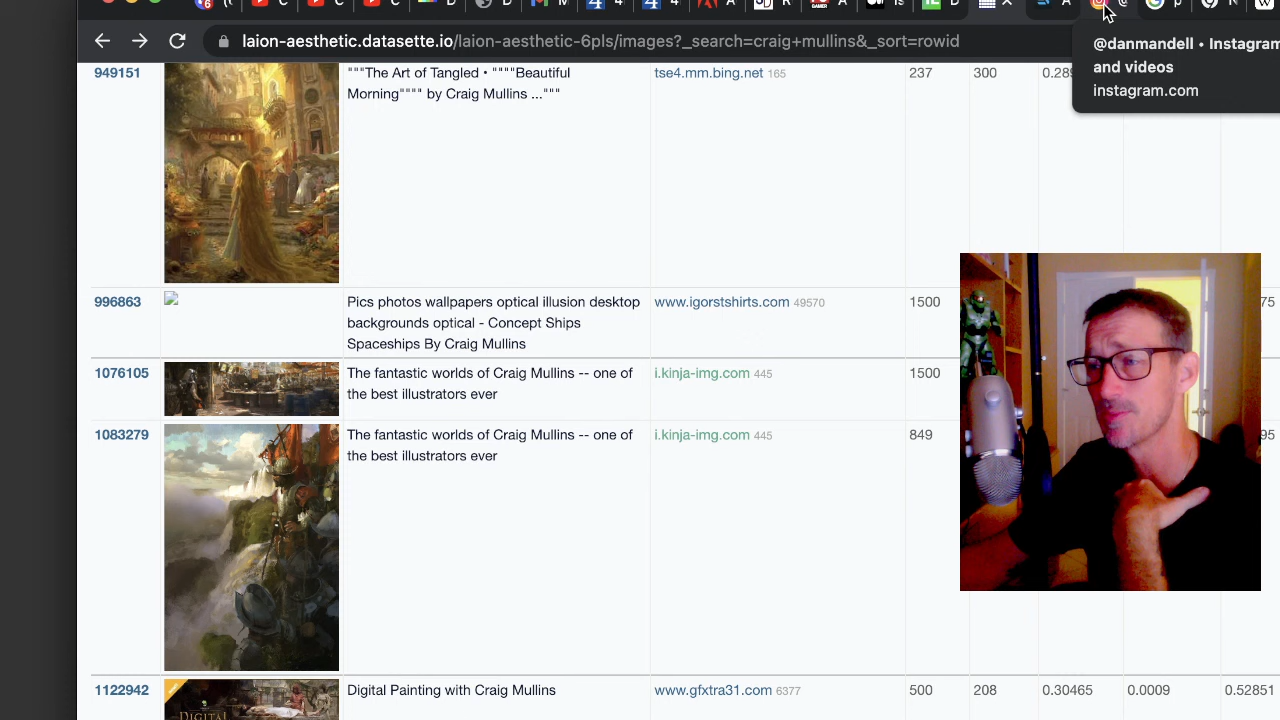 laion-aesthetic.datasette.io/laion-aesthetic-6pls/images?_search=craig+mullins&_sort=rowid
@danmandell • Instagram
and videos
instagram.com
949151
"""The Art of Tangled • """"Beautiful
Morning"""" by Craig Mullins ..."""
tse4.mm.bing.net 165
237
300
996863
Pics photos wallpapers optical illusion desktop
backgrounds optical - Concept Ships
Spaceships By Craig Mullins
www.igorstshirts.com 49570
1500
1076105
The fantastic worlds of Craig Mullins -- one of
the best illustrators ever
i.kinja-img.com 445
1500
1083279
The fantastic worlds of Craig Mullins -- one of
the best illustrators ever
i.kinja-img.com 445
849
1122942
DIGITAL
Digital Painting with Craig Mullins
www.gfxtra31.com 6377
500
208
0.30465
0.0009
0.52851